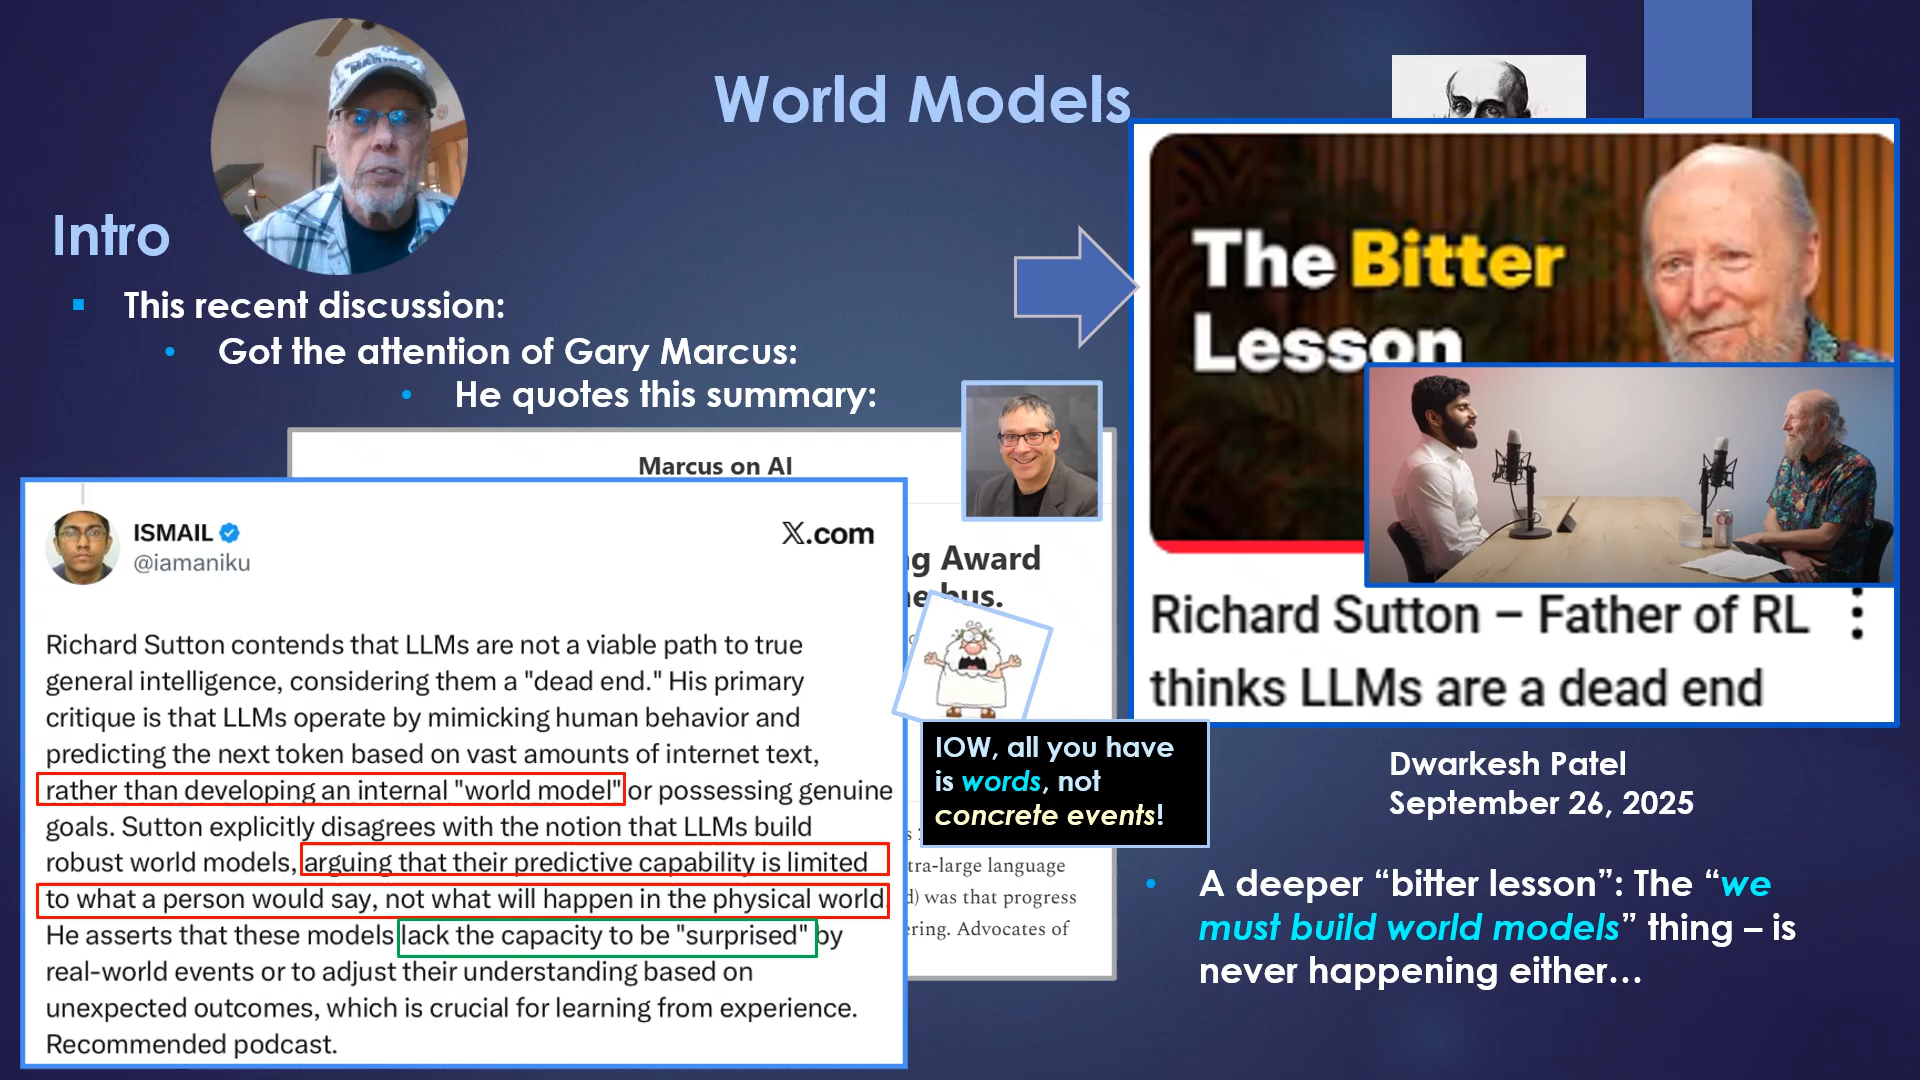 World Models
Intro
This recent discussion:
Got the attention of Gary Marcus:
He quotes this summary:
Marcus on AI
ISMAIL
@iamaniku
X.com
Richard Sutton contends that LLMs are not a viable path to true
general intelligence, considering them a "dead end." His primary
critique is that LLMs operate by mimicking human behavior and
predicting the next token based on vast amounts of internet text,
rather than developing an internal "world model" or possessing genuine
goals. Sutton explicitly disagrees with the notion that LLMs build
robust world models, arguing that their predictive capability is limited
to what a person would say, not what will happen in the physical world.
He asserts that these models lack the capacity to be "surprised" by
real-world events or to adjust their understanding based on
unexpected outcomes, which is crucial for learning from experience.
Recommended podcast.
Award
bus.
language
was that progress
Advocates of
IOW, all you have
is words, not
concrete events!
The Bitter
Lesson
Richard Sutton – Father of RL
thinks LLMs are a dead end
Dwarkesh Patel
September 26, 2025
A deeper “bitter lesson”: The “we
must build world models” thing – is
never happening either…